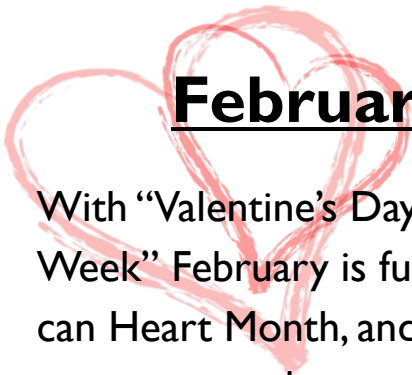 Februar
With “Valentine’s Day
Week” February is fu
can Heart Month, and